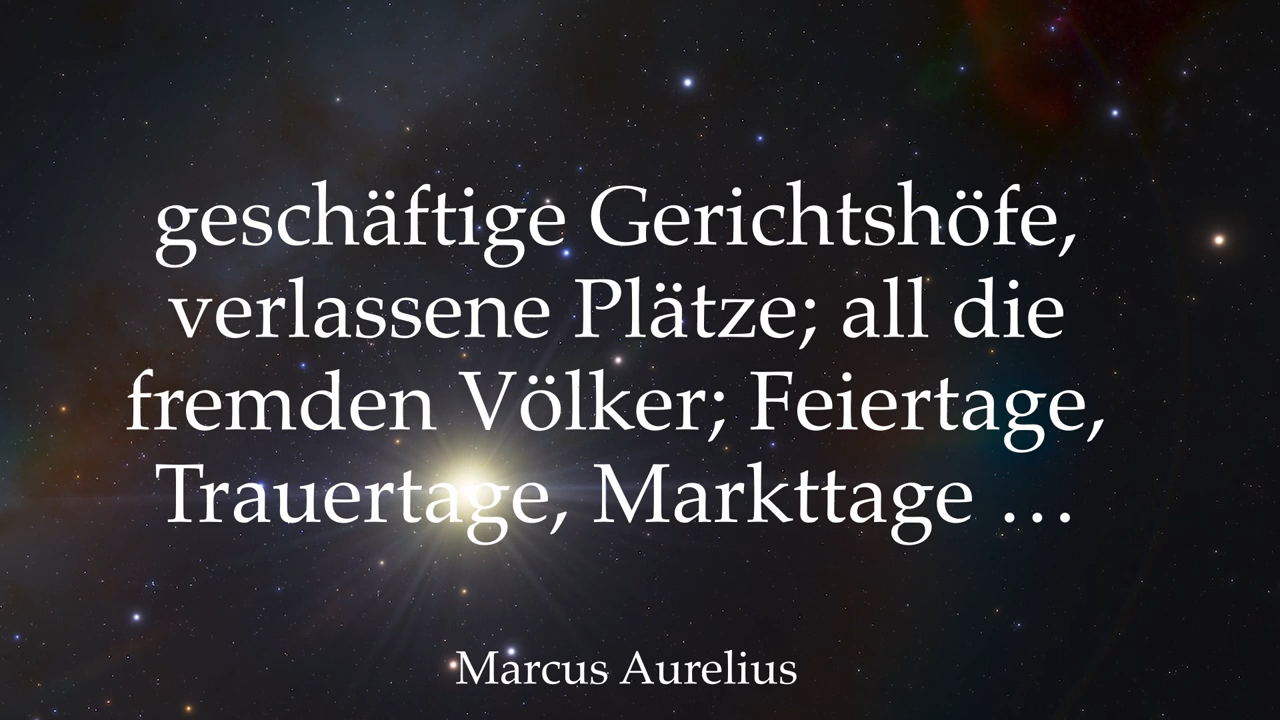 geschäftige Gerichtshöfe,
verlassene Plätze; all die
fremden Völker; Feiertage,
Trauertage, Markttage …
Marcus Aurelius